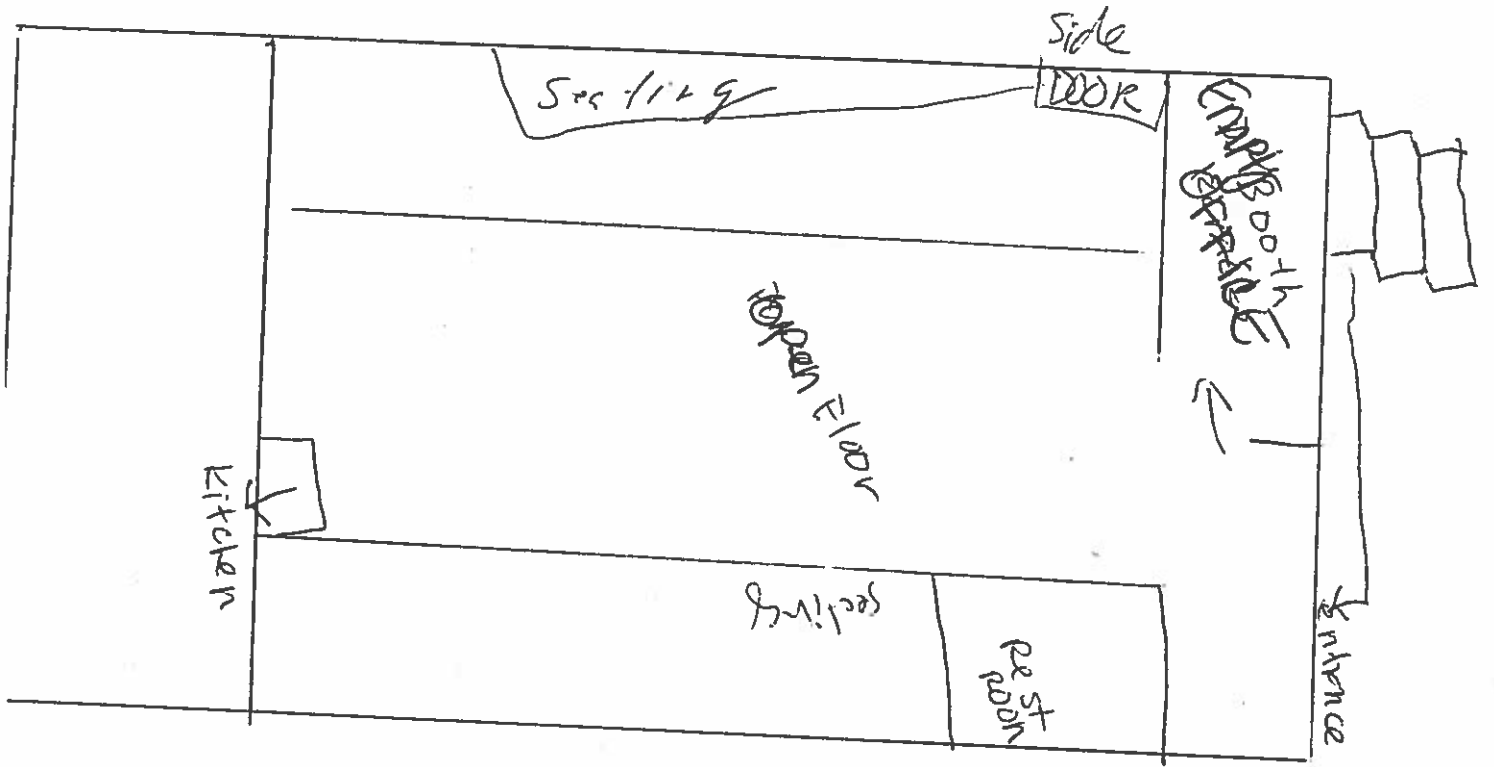 Side
DOOR
Seating
Booth
Open Floor
Kitchen
seating
Rest
Room
Entrance